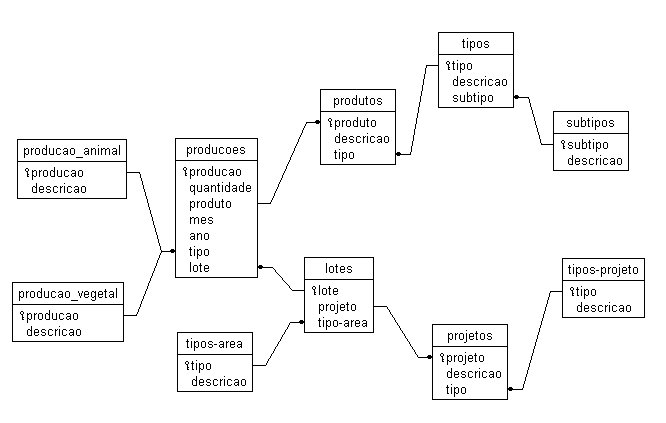 tipos
tipo
descricao
subtipo
produtos
produto
descricao
tipo
subtipos
subtipo
descricao
producao_animal
producao
descricao
producoes
producao
quantidade
produto
mes
ano
tipo
lote
producao_vegetal
producao
descricao
lotes
lote
projeto
tipo-area
tipos-projeto
tipo
descricao
tipos-area
tipo
descricao
projetos
projeto
descricao
tipo